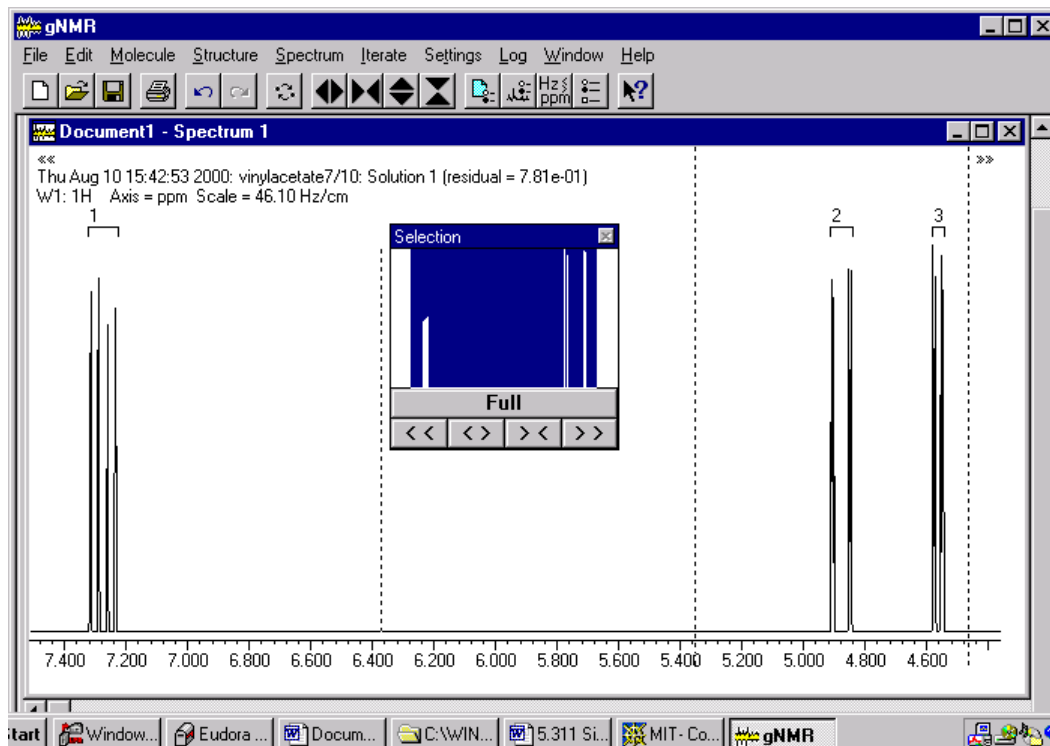 gNMR
File Edit Molecule Structure Spectrum Iterate Settings Log Window Help
Hz ppm
Document1 - Spectrum 1
<< >>
Thu Aug 10 15:42:53 2000: vinylacetate7/10: Solution 1 (residual = 7.81e-01)
W1: 1H Axis = ppm Scale = 46.10 Hz/cm
1 2 3
Selection
Full
< < < > > < > >
7.400 7.200 7.000 6.800 6.600 6.400 6.200 6.000 5.800 5.600 5.400 5.200 5.000 4.800 4.600
tart Window... Eudora ... Docum... C:\WIN... 5.311 Si... MIT- Co... gNMR